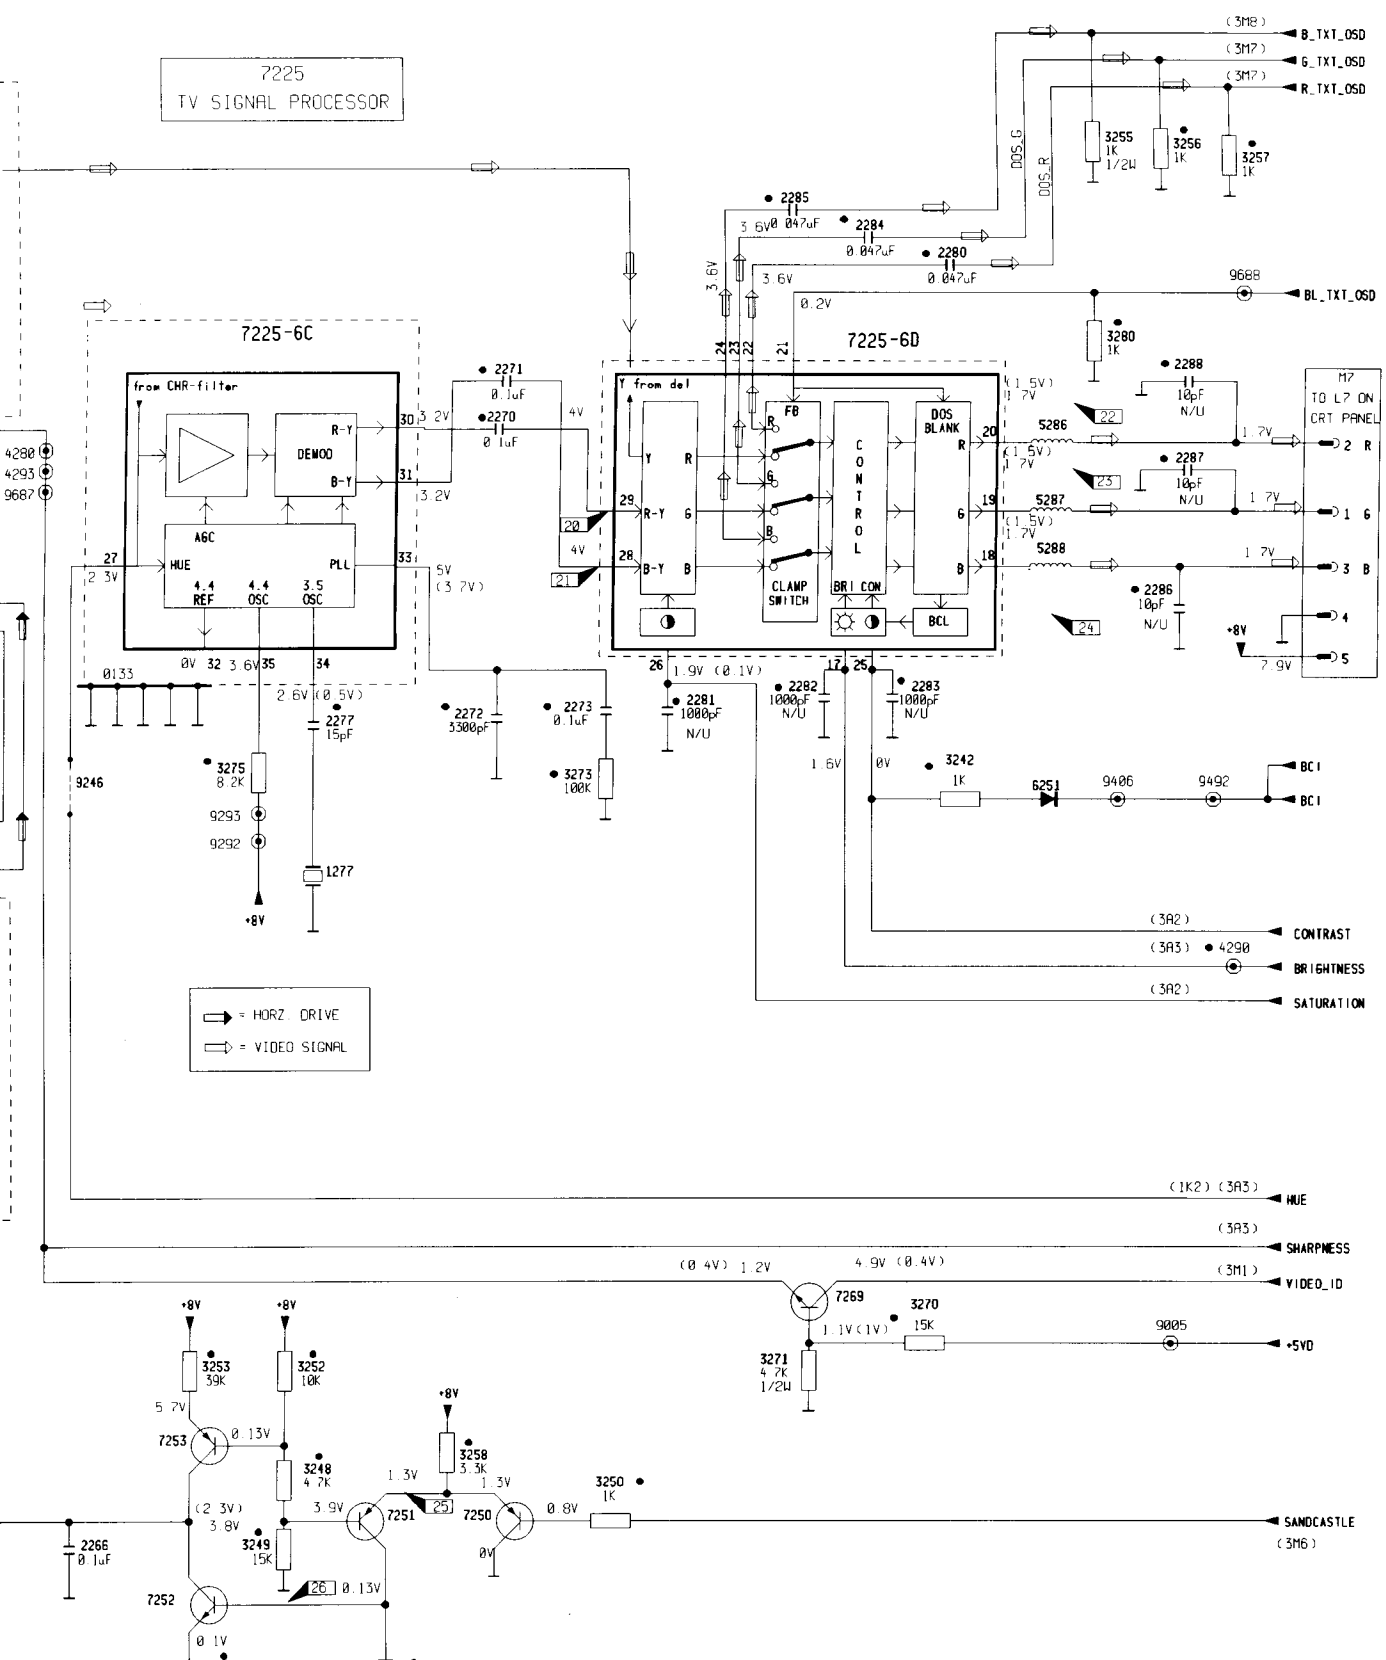 (3M8)
B_TXT_OSD
(3M7)
G_TXT_OSD
(3M7)
R_TXT_OSD
7225
TV SIGNAL PROCESSOR
3255
1K
1/2W
3256
1K
3257
1K
DOS_G
DOS_R
2285
0.047uF
3.6V
2284
0.047uF
3.6V
2280
0.047uF
3.6V
9688
BL_TXT_OSD
0.2V
3280
1K
7225-6C
7225-6D
24
23
22
21
from CHR-filter
2271
0.1uF
2270
0.1uF
4V
Y from del
FB
DOS
BLANK
(1.5V)
1.7V
22
2288
10pF
N/U
M7
TO L7 ON
CRT PANEL
R-Y
DEMOD
B-Y
30
3.2V
31
3.2V
Y
R
R
G
B
CONTROL
R
20
5286
(1.5V)
1.7V
1.7V
2 R
23
2287
10pF
N/U
4280
4293
9687
AGC
29
20
R-Y
G
G
19
5287
(1.5V)
1.7V
1.7V
1 G
27
2.3V
HUE
PLL
33
5V
(3.7V)
4V
28
21
B-Y
B
B
18
5288
1.7V
3 B
4.4
REF
4.4
OSC
3.5
OSC
CLAMP
SWITCH
BRI CON
BCL
2286
10pF
N/U
24
4
+8V
7.9V
5
0V
32
3.6V
35
34
0133
2.6V (0.5V)
26
1.9V (0.1V)
17
25
2277
15pF
2272
3300pF
2273
0.1uF
2281
1000pF
N/U
2282
1000pF
N/U
2283
1000pF
N/U
9246
3275
8.2K
3273
100K
1.6V
0V
3242
1K
6251
9406
9492
BCI
BCI
9293
9292
1277
+8V
(3A2)
CONTRAST
(3A3)
4290
BRIGHTNESS
(3A2)
SATURATION
= HORZ. DRIVE
= VIDEO SIGNAL
(1K2) (3A3)
HUE
(3A3)
SHARPNESS
(0.4V) 1.2V
4.9V (0.4V)
(3M1)
VIDEO_ID
7269
3270
15K
1.1V(1V)
9005
+5VD
3271
4.7K
1/2W
+8V
+8V
3253
39K
3252
10K
+8V
5.7V
7253
0.13V
3258
3.3K
3248
4.7K
1.3V
1.3V
25
3250
1K
(2.3V)
3.8V
3.9V
7251
7250
0.8V
SANDCASTLE
(3M6)
2266
0.1uF
3249
15K
0V
7252
26
0.13V
0.1V